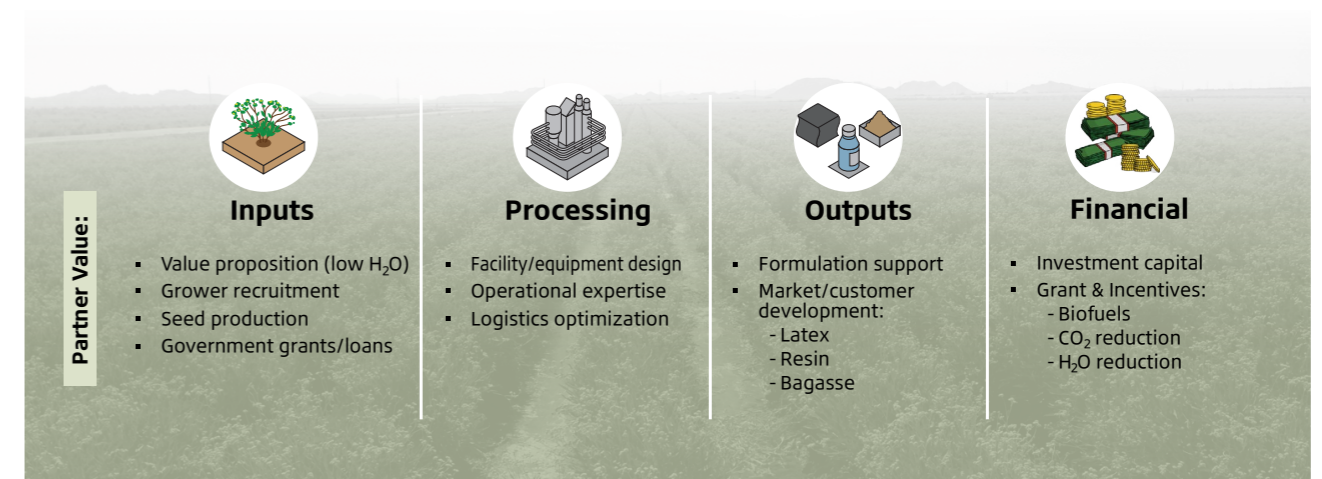 Partner Value:
Inputs
▪ Value proposition (low H₂O)
▪ Grower recruitment
▪ Seed production
▪ Government grants/loans
Processing
▪ Facility/equipment design
▪ Operational expertise
▪ Logistics optimization
Outputs
▪ Formulation support
▪ Market/customer
development:
- Latex
- Resin
- Bagasse
Financial
▪ Investment capital
▪ Grant & Incentives:
- Biofuels
- CO₂ reduction
- H₂O reduction